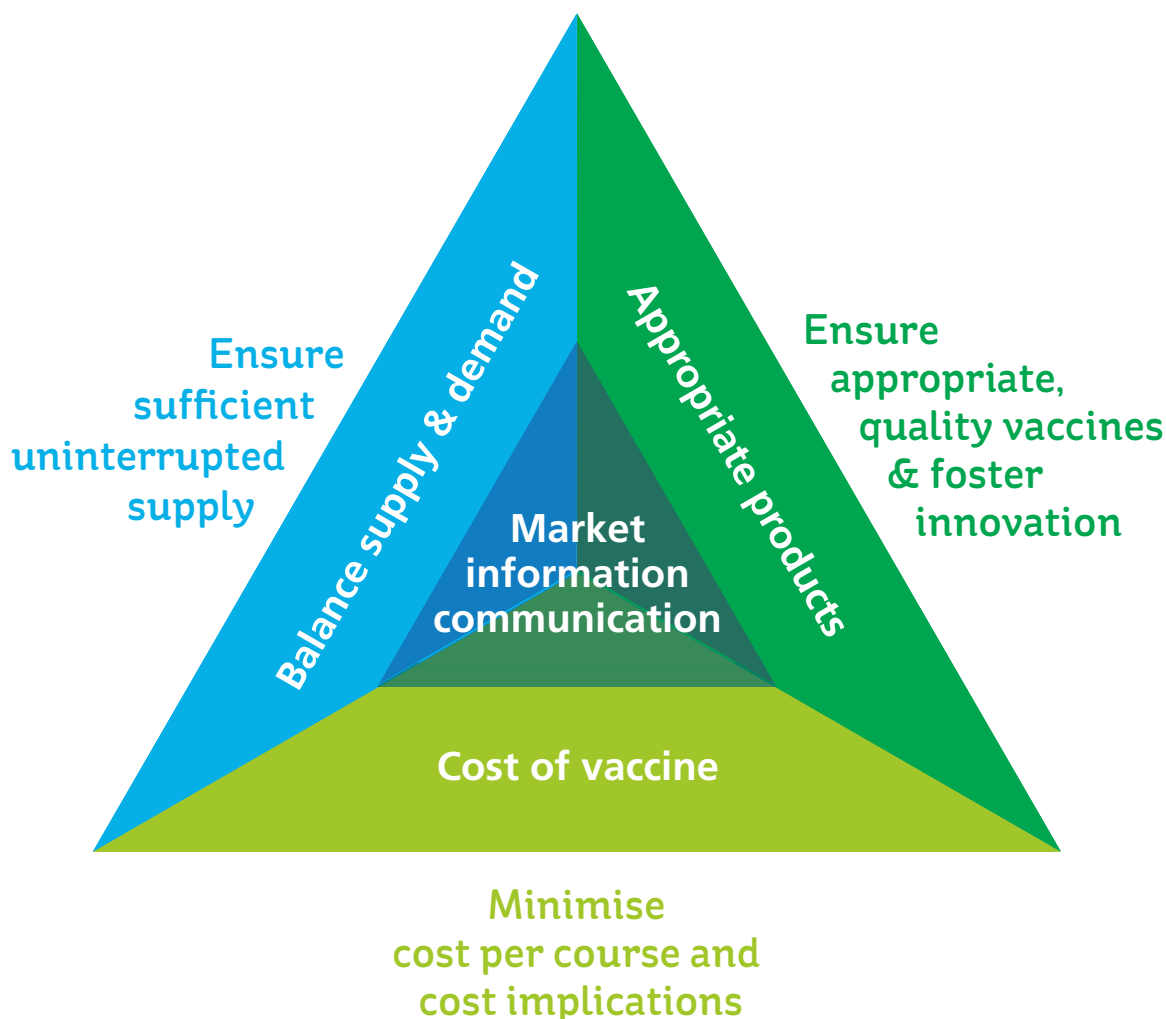 Ensure
sufficient
uninterrupted
supply
Balance supply & demand
Appropriate products
Ensure
appropriate,
quality vaccines
& foster
innovation
Market
information
communication
Cost of vaccine
Minimise
cost per course and
cost implications